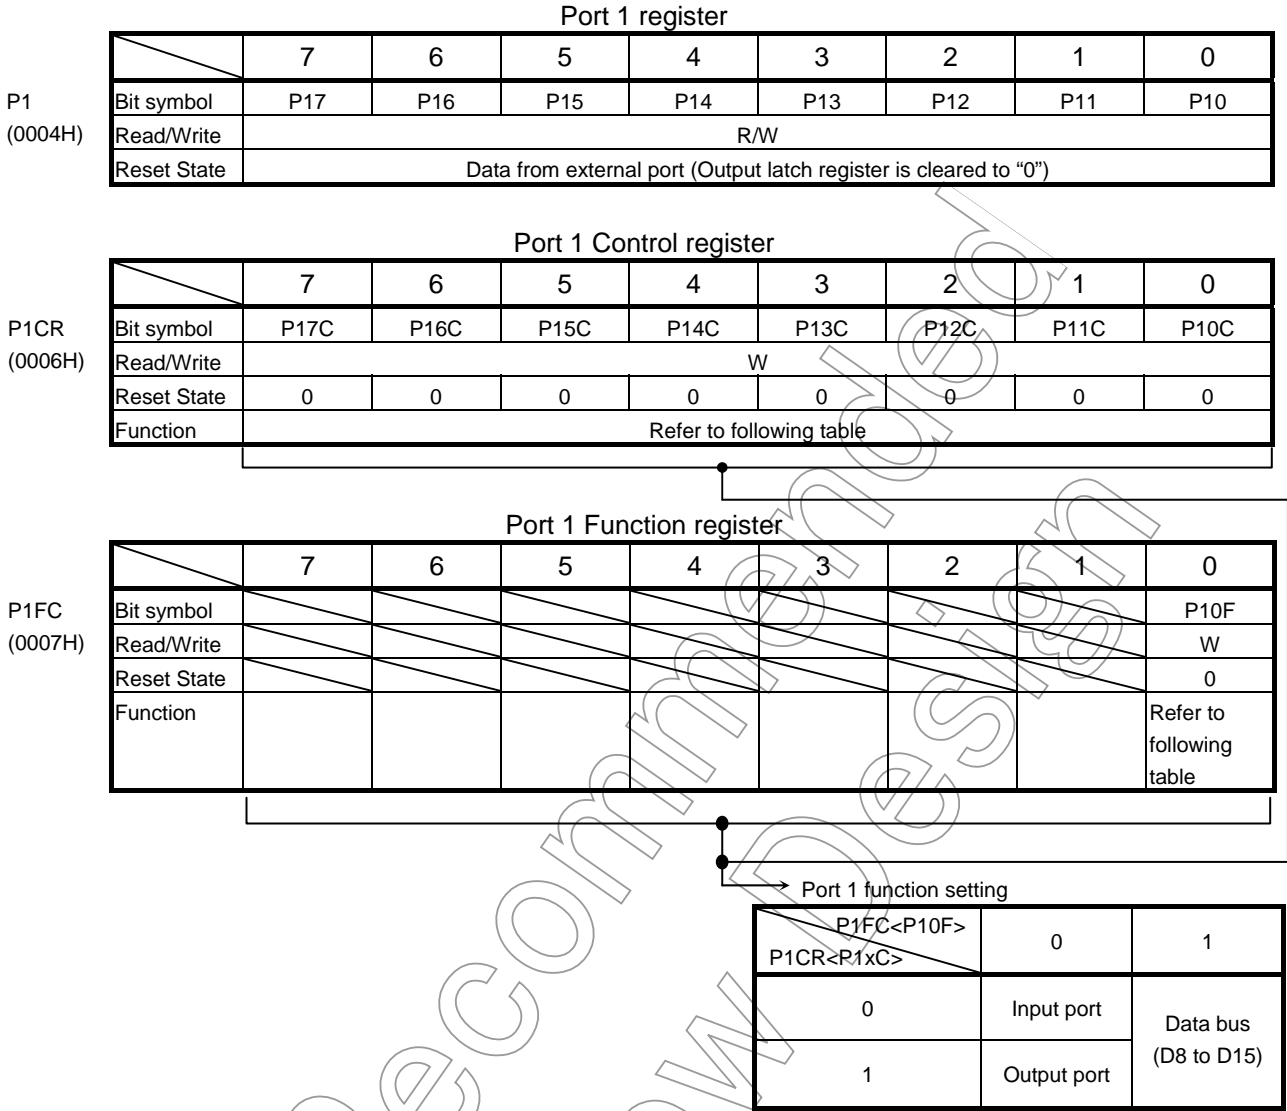 Port 1 register
7 6 5 4 3 2 1 0
P1
(0004H)
Bit symbol P17 P16 P15 P14 P13 P12 P11 P10
Read/Write R/W
Reset State Data from external port (Output latch register is cleared to “0”)
Port 1 Control register
7 6 5 4 3 2 1 0
P1CR
(0006H)
Bit symbol P17C P16C P15C P14C P13C P12C P11C P10C
Read/Write W
Reset State 0 0 0 0 0 0 0 0
Function Refer to following table
Port 1 Function register
7 6 5 4 3 2 1 0
P1FC
(0007H)
Bit symbol P10F
Read/Write W
Reset State 0
Function Refer to
following
table
Port 1 function setting
P1FC<P10F> 0 1
P1CR<P1xC>
0 Input port Data bus
(D8 to D15)
1 Output port
Recommended
Design